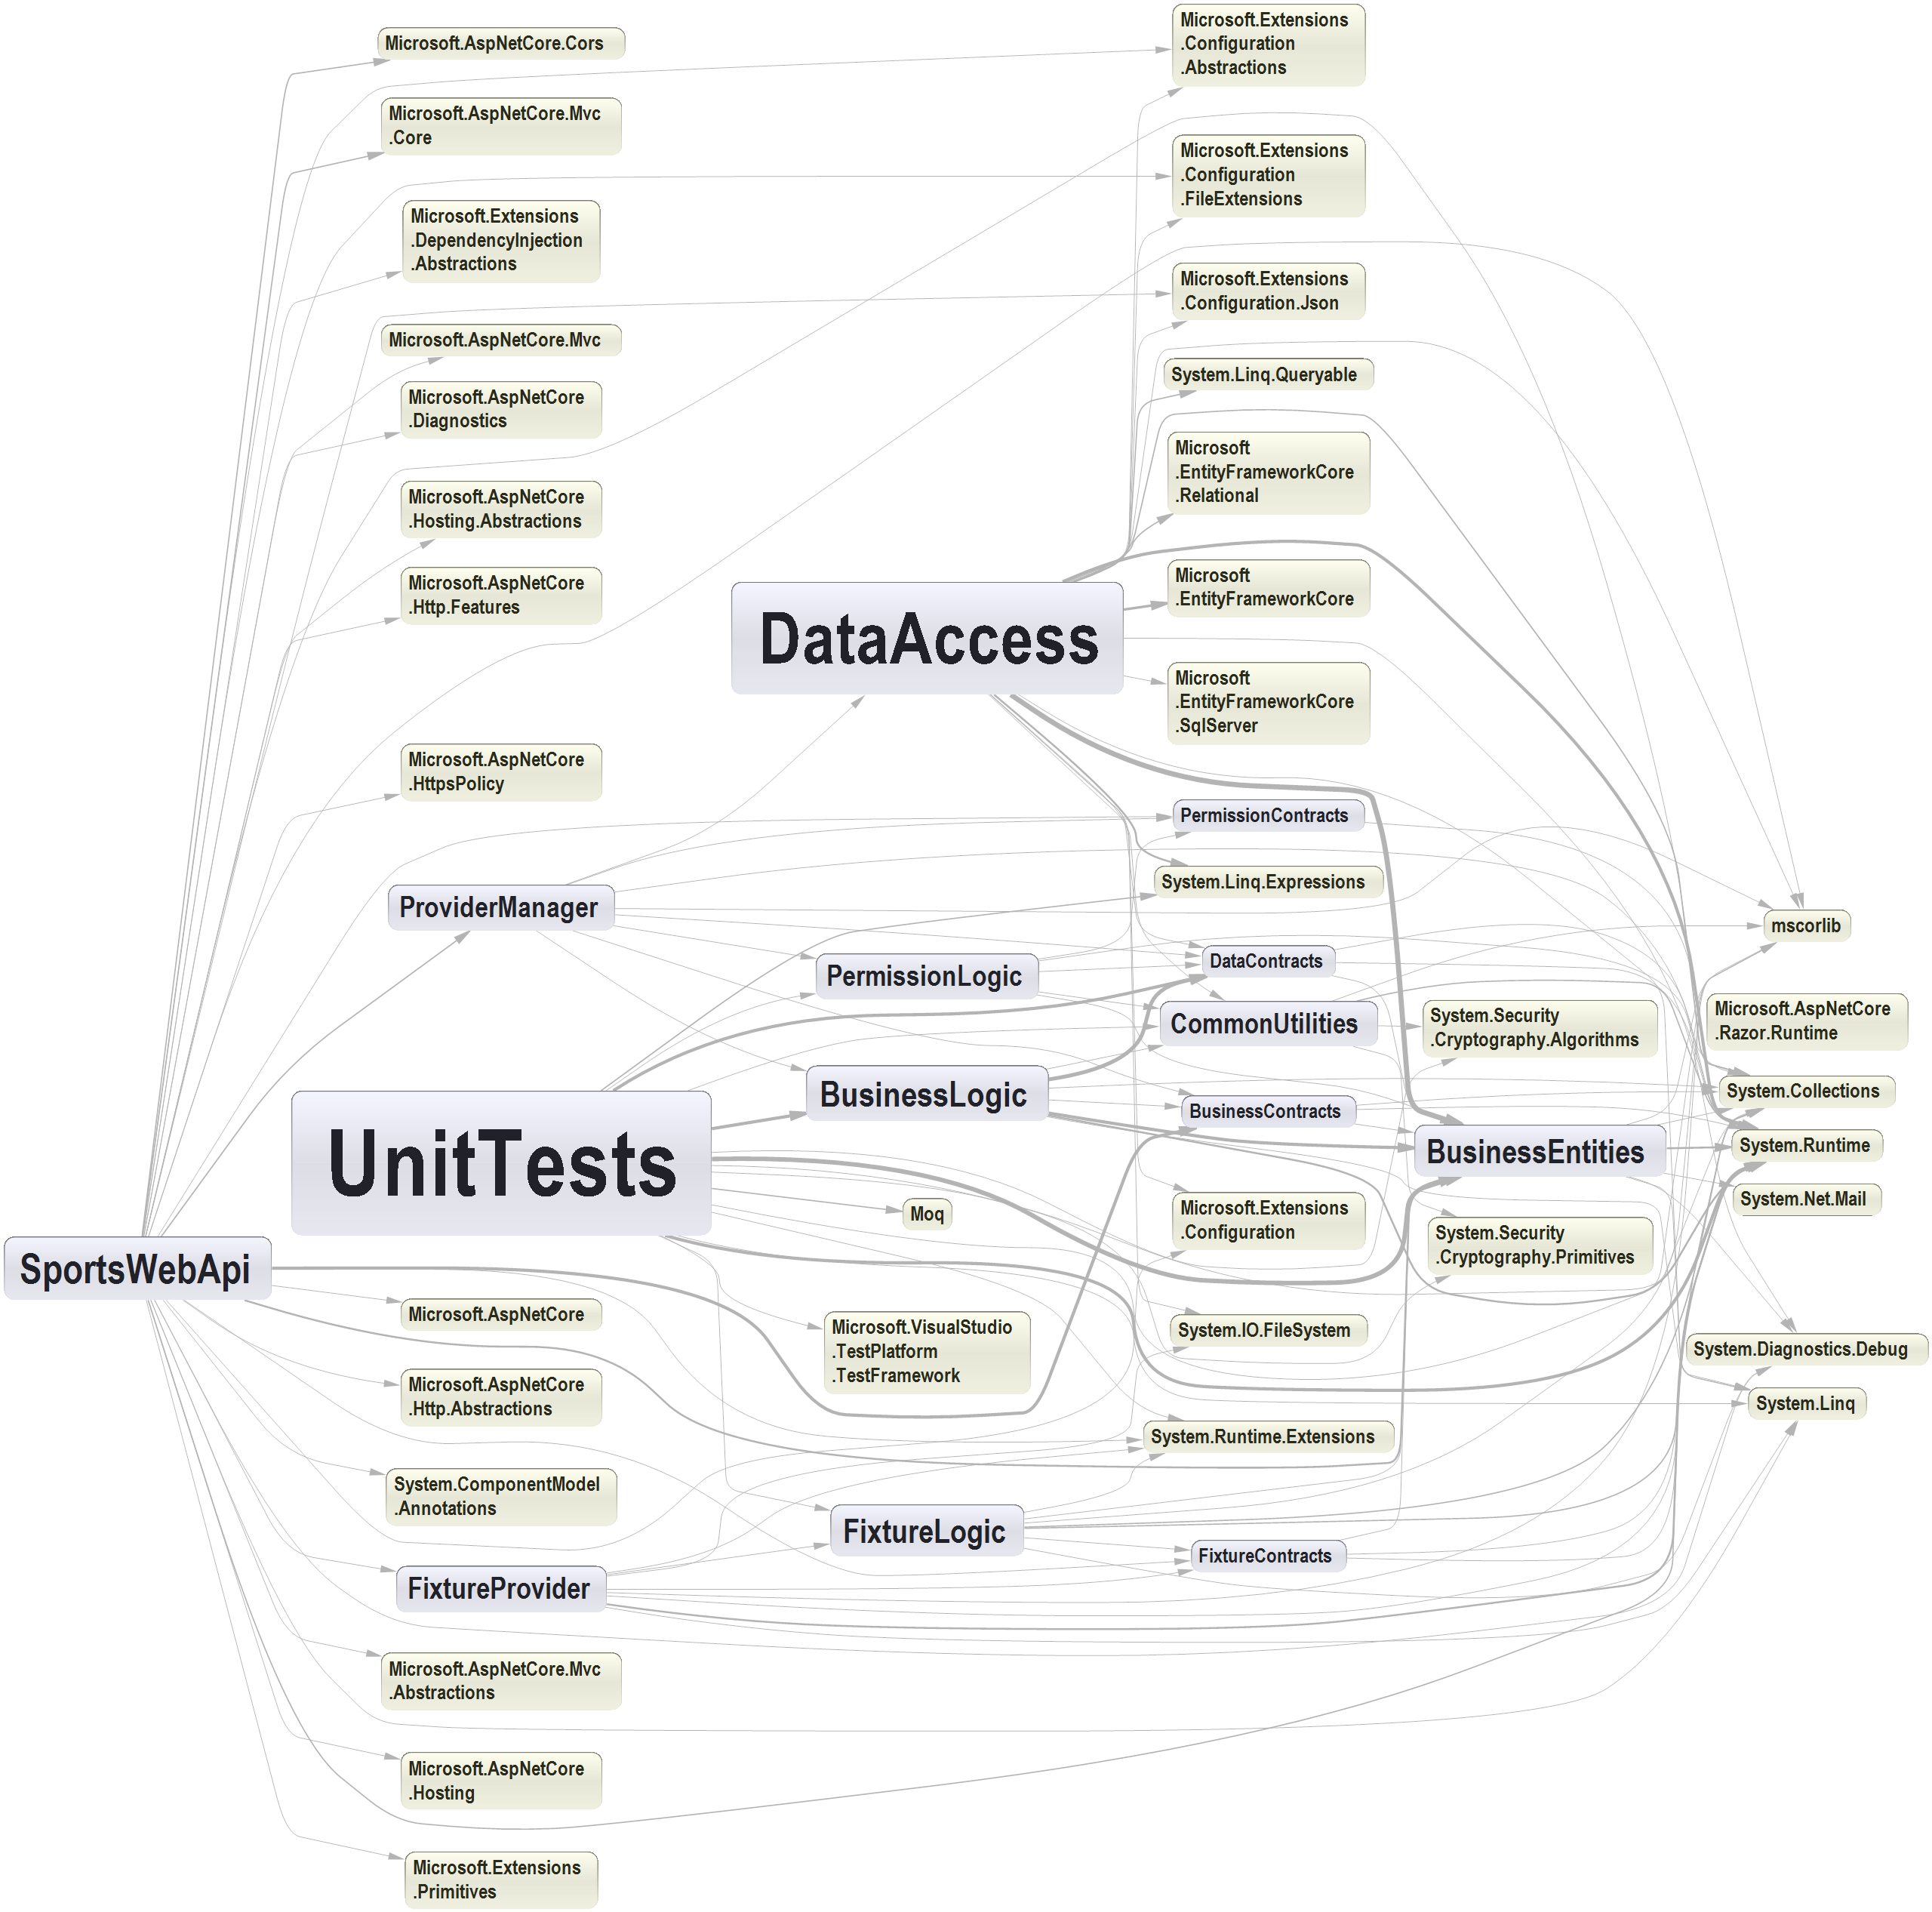 Microsoft.AspNetCore.Cors
Microsoft.AspNetCore.Mvc
.Core
Microsoft.Extensions
.DependencyInjection
.Abstractions
Microsoft.AspNetCore.Mvc
Microsoft.AspNetCore
.Diagnostics
Microsoft.AspNetCore
.Hosting.Abstractions
Microsoft.AspNetCore
.Http.Features
Microsoft.AspNetCore
.HttpsPolicy
ProviderManager
UnitTests
SportsWebApi
Microsoft.AspNetCore
Microsoft.AspNetCore
.Http.Abstractions
System.ComponentModel
.Annotations
FixtureProvider
Microsoft.AspNetCore.Mvc
.Abstractions
Microsoft.AspNetCore
.Hosting
Microsoft.Extensions
.Primitives
DataAccess
PermissionLogic
BusinessLogic
Moq
Microsoft.VisualStudio
.TestPlatform
.TestFramework
FixtureLogic
Microsoft.Extensions
.Configuration
.Abstractions
Microsoft.Extensions
.Configuration
.FileExtensions
Microsoft.Extensions
.Configuration.Json
System.Linq.Queryable
Microsoft
.EntityFrameworkCore
.Relational
Microsoft
.EntityFrameworkCore
Microsoft
.EntityFrameworkCore
.SqlServer
PermissionContracts
System.Linq.Expressions
DataContracts
CommonUtilities
BusinessContracts
Microsoft.Extensions
.Configuration
System.IO.FileSystem
System.Runtime.Extensions
FixtureContracts
System.Security
.Cryptography.Algorithms
BusinessEntities
System.Security
.Cryptography.Primitives
mscorlib
Microsoft.AspNetCore
.Razor.Runtime
System.Collections
System.Runtime
System.Net.Mail
System.Diagnostics.Debug
System.Linq